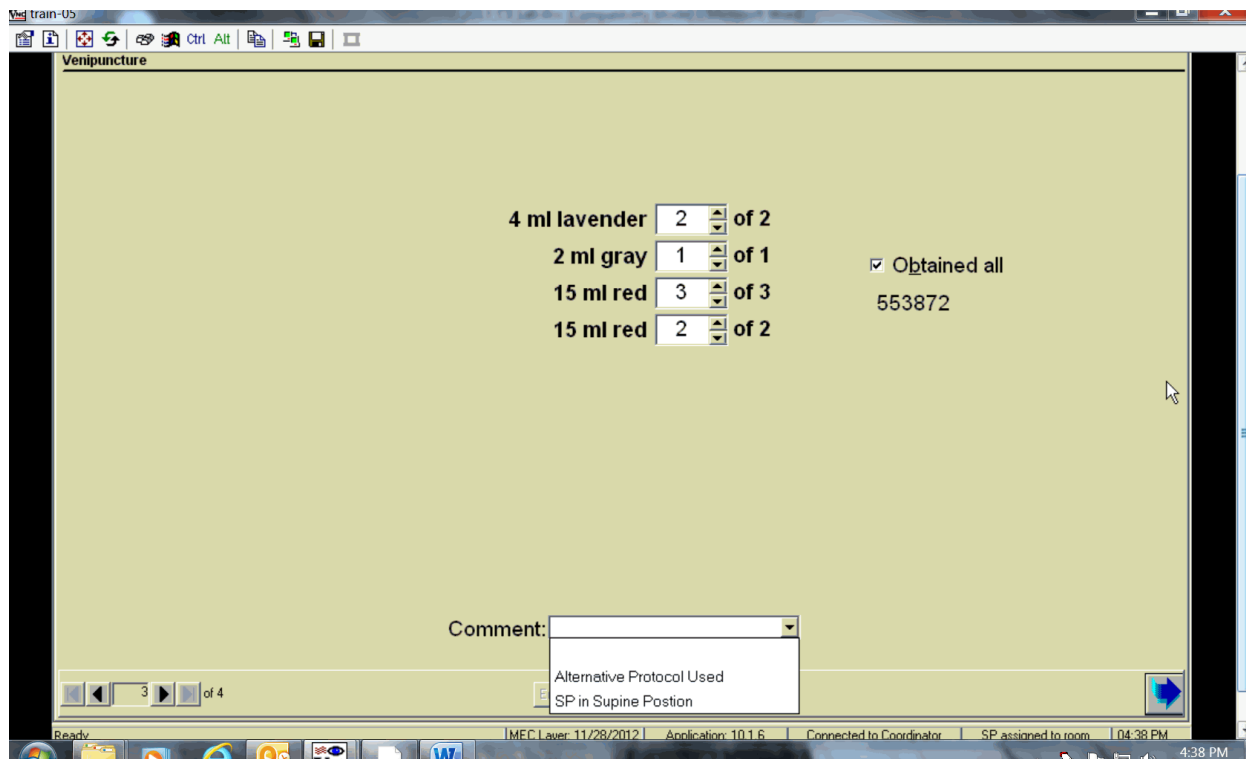 train-05
Ctrl Alt
Venipuncture
4 ml lavender 2 of 2
2 ml gray 1 of 1
15 ml red 3 of 3
15 ml red 2 of 2
Obtained all
553872
Comment:
Alternative Protocol Used
SP in Supine Postion
3 of 4
Ready MEC Layer: 11/28/2012 Application: 10.1.6 Connected to Coordinator SP assigned to room 04:38 PM
4:38 PM